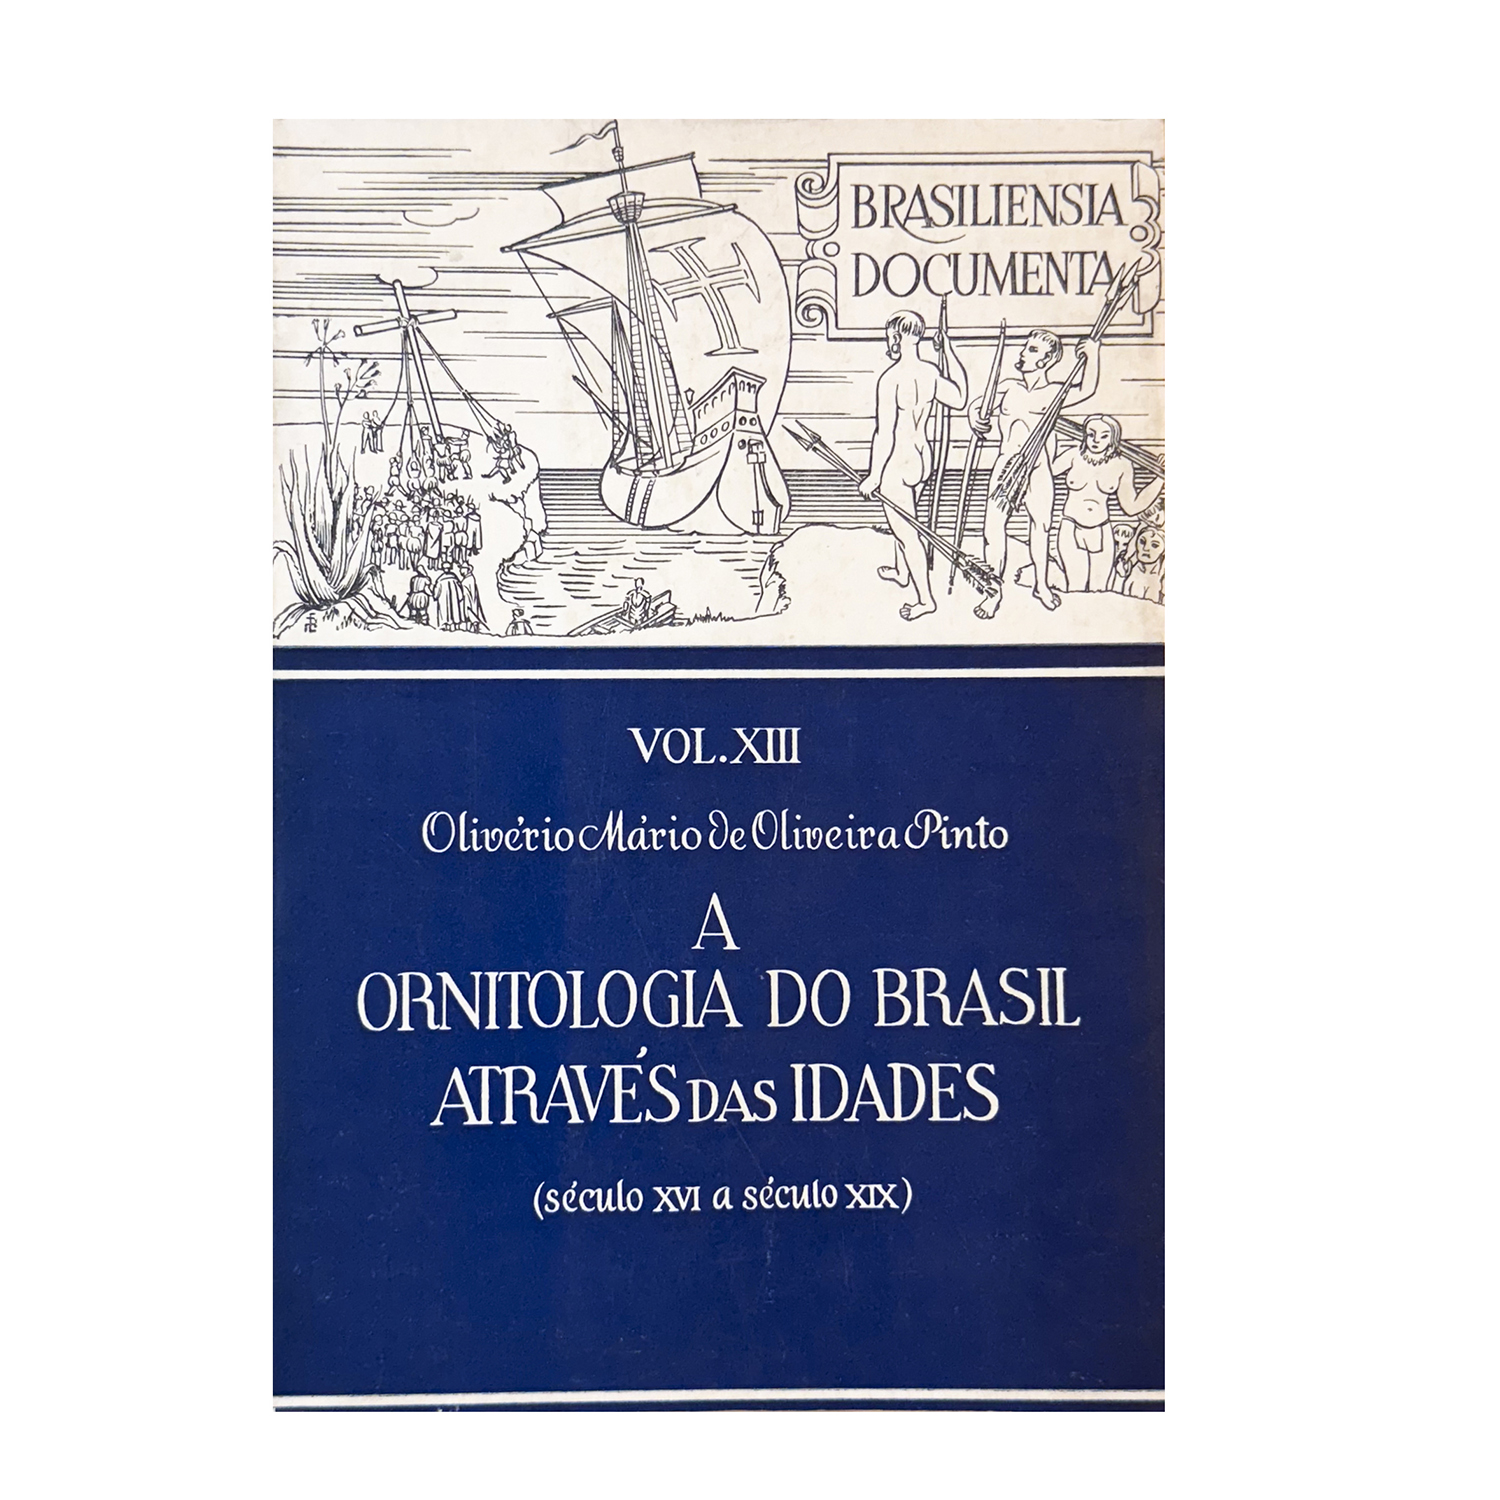 BRASILIENSIA
DOCUMENTA
VOL. XIII
Olivério Mário de Oliveira Pinto
A
ORNITOLOGIA DO BRASIL
ATRAVÉS DAS IDADES
(século XVI a século XIX)